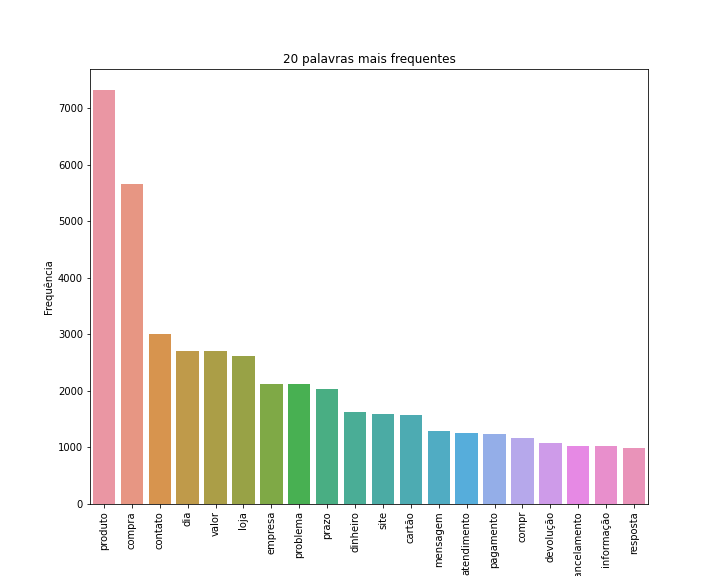 20 palavras mais frequentes
7000
6000
5000
4000
3000
2000
1000
0
Frequência
produto
compra
contato
dia
valor
loja
empresa
problema
prazo
dinheiro
site
cartão
mensagem
atendimento
pagamento
compr
devolução
ancelamento
informação
resposta